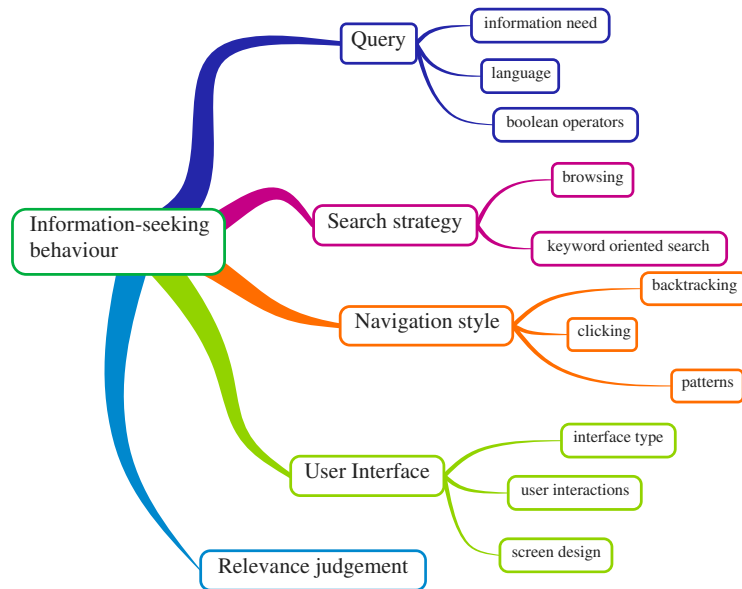 information need
Query
language
boolean operators
browsing
Information-seeking
behaviour
Search strategy
keyword oriented search
backtracking
Navigation style
clicking
patterns
interface type
User Interface
user interactions
screen design
Relevance judgement